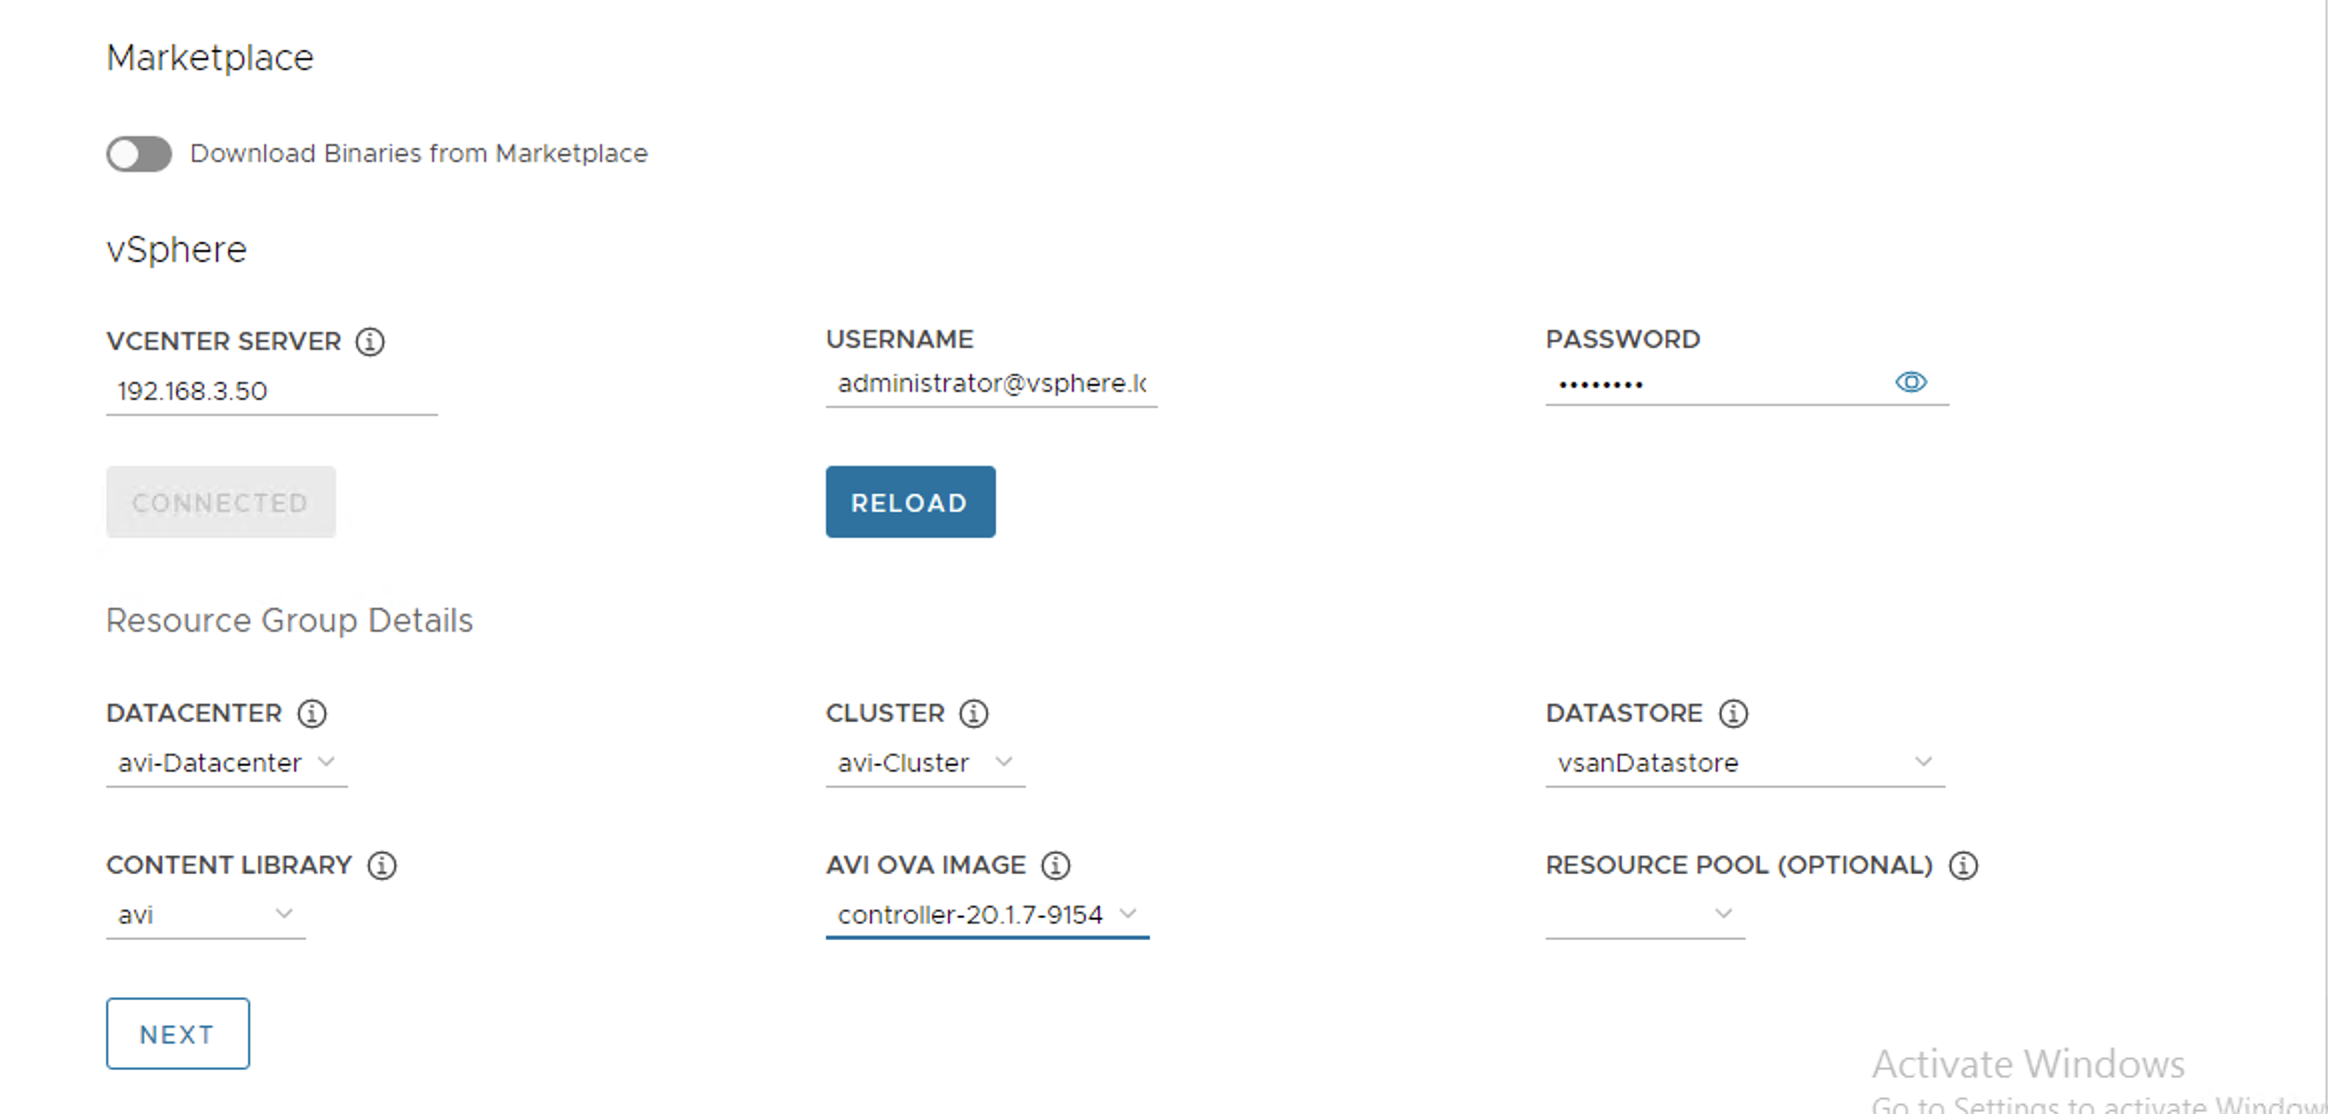 Marketplace
Download Binaries from Marketplace
vSphere
VCENTER SERVER USERNAME PASSWORD
192.168.3.50 administrator@vsphere.lo ••••••••
CONNECTED RELOAD
Resource Group Details
DATACENTER CLUSTER DATASTORE
avi-Datacenter avi-Cluster vsanDatastore
CONTENT LIBRARY AVI OVA IMAGE RESOURCE POOL (OPTIONAL)
avi controller-20.1.7-9154
NEXT
Activate Windows
Go to Settings to activate Window